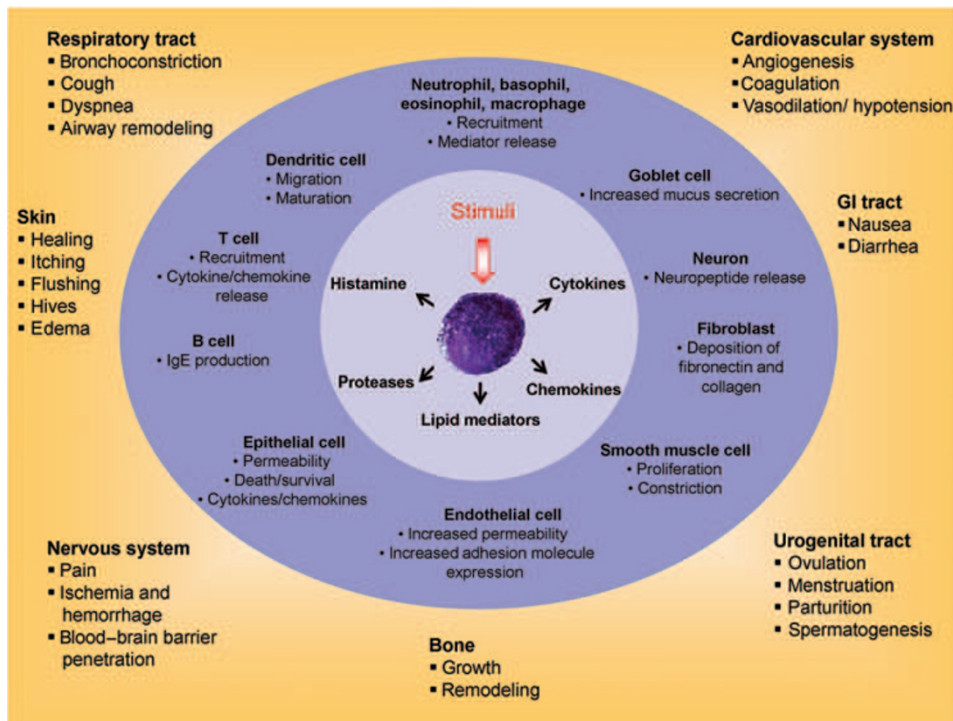 Respiratory tract
▪ Bronchoconstriction
▪ Cough
▪ Dyspnea
▪ Airway remodeling
Cardiovascular system
▪ Angiogenesis
▪ Coagulation
▪ Vasodilation/ hypotension
Neutrophil, basophil,
eosinophil, macrophage
• Recruitment
• Mediator release
Dendritic cell
• Migration
• Maturation
Goblet cell
• Increased mucus secretion
Skin
▪ Healing
▪ Itching
▪ Flushing
▪ Hives
▪ Edema
T cell
• Recruitment
• Cytokine/chemokine
release
B cell
• IgE production
Stimuli
Histamine
Cytokines
Proteases
Chemokines
Lipid mediators
Neuron
• Neuropeptide release
Fibroblast
• Deposition of
fibronectin and
collagen
GI tract
▪ Nausea
▪ Diarrhea
Epithelial cell
• Permeability
• Death/survival
• Cytokines/chemokines
Endothelial cell
• Increased permeability
• Increased adhesion molecule
expression
Smooth muscle cell
• Proliferation
• Constriction
Nervous system
▪ Pain
▪ Ischemia and
hemorrhage
▪ Blood–brain barrier
penetration
Bone
▪ Growth
▪ Remodeling
Urogenital tract
▪ Ovulation
▪ Menstruation
▪ Parturition
▪ Spermatogenesis